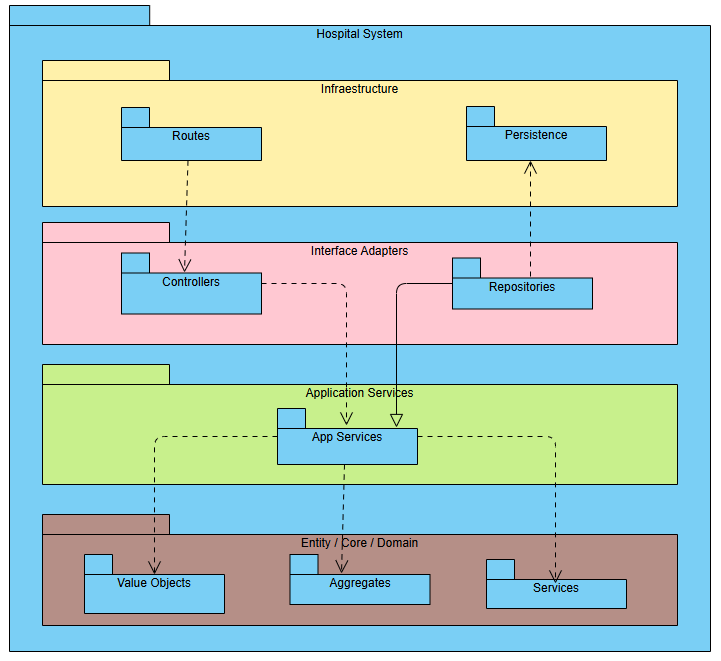 Hospital System
Infraestructure
Routes
Persistence
Interface Adapters
Controllers
Repositories
Application Services
App Services
Entity / Core / Domain
Value Objects
Aggregates
Services